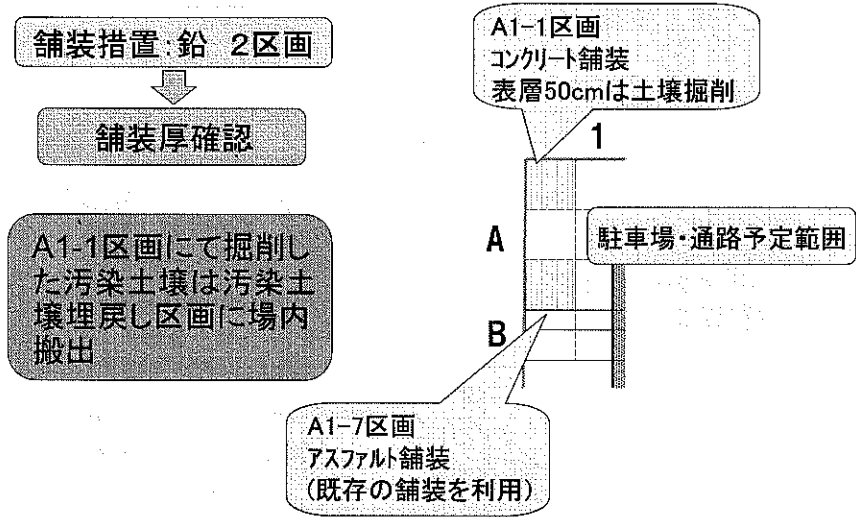 舗装措置:鉛 2区画
舗装厚確認
A1-1区画にて掘削し
た汚染土壌は汚染土
壌埋戻し区画に場内
搬出
A1-1区画
コンクリート舗装
表層50cmは土壌掘削
1
A
駐車場・通路予定範囲
B
A1-7区画
アスファルト舗装
(既存の舗装を利用)